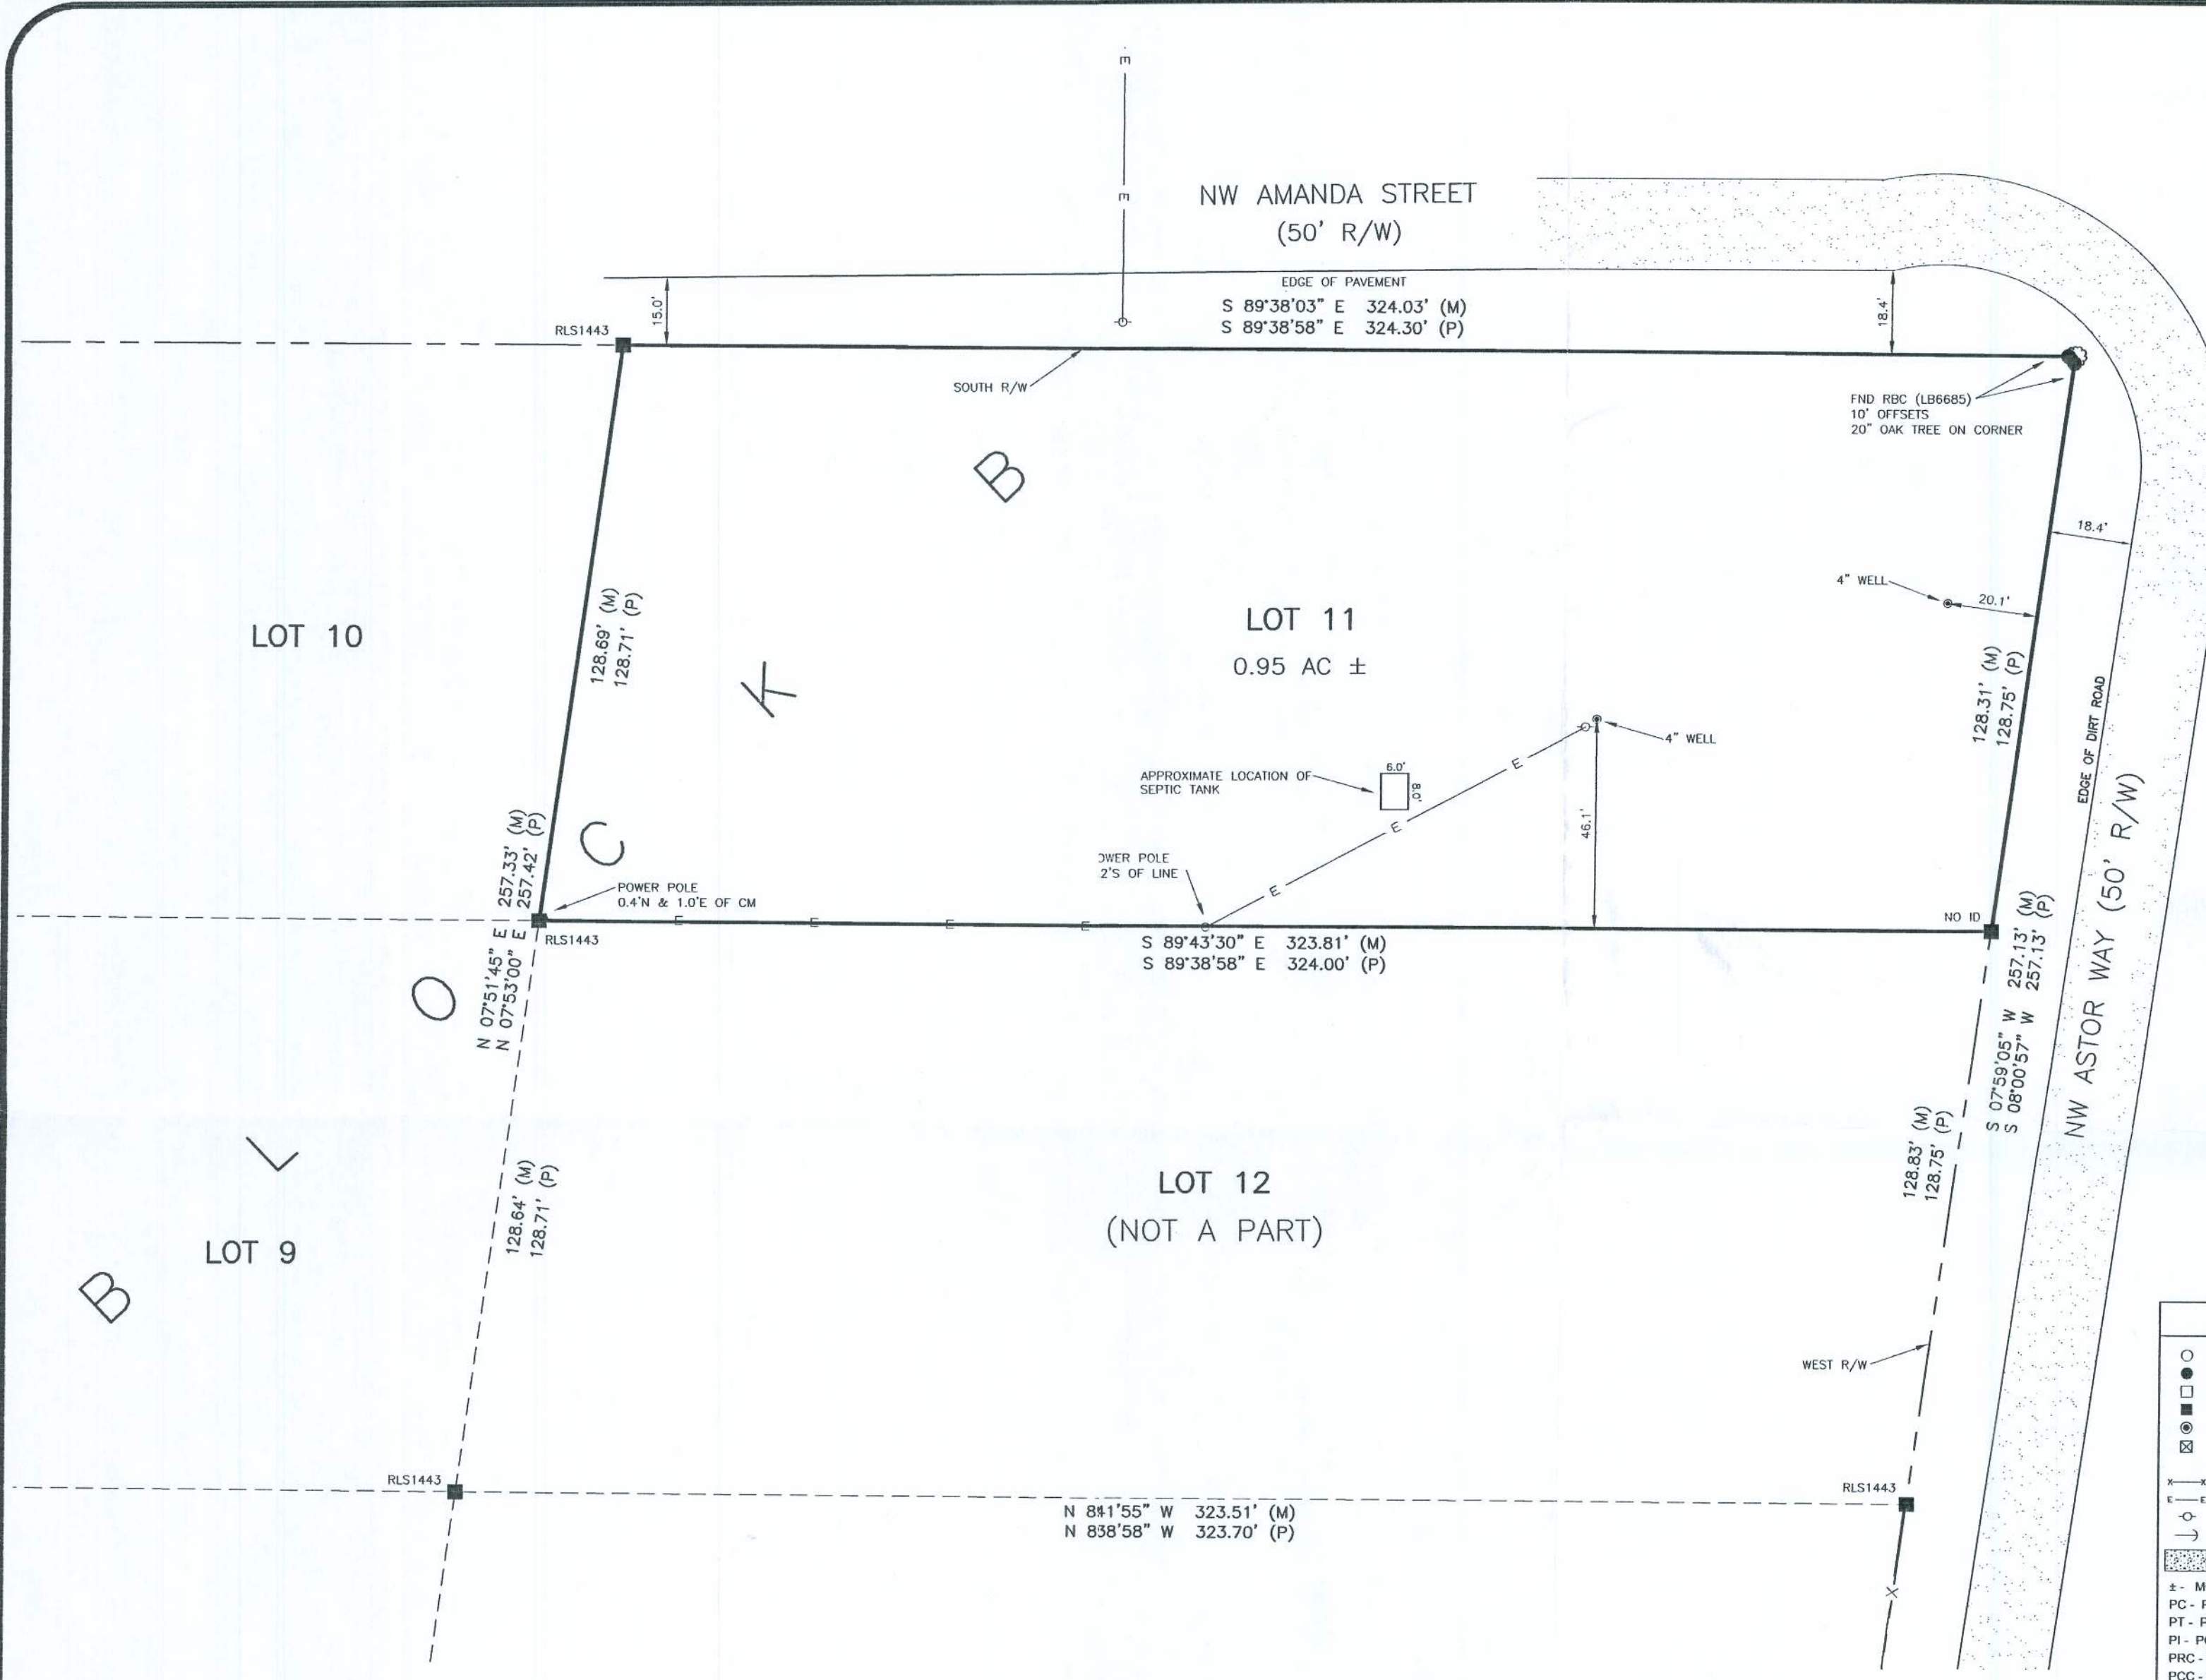 E
E
NW AMANDA STREET
(50' R/W)
EDGE OF PAVEMENT
S 89°38'03" E 324.03' (M)
S 89°38'58" E 324.30' (P)
15.0'
18.4'
RLS1443
SOUTH R/W
FND RBC (LB6685)
10' OFFSETS
20" OAK TREE ON CORNER
B
18.4'
4" WELL
20.1'
LOT 10
LOT 11
0.95 AC ±
128.69' (M)
128.71' (P)
K
128.31' (M)
128.75' (P)
EDGE OF DIRT ROAD
4" WELL
E
APPROXIMATE LOCATION OF
SEPTIC TANK
6.0'
8.0'
E
46.1'
OWER POLE
2'S OF LINE
E
C
POWER POLE
0.4'N & 1.0'E OF CM
RLS1443
E E E E
NO ID
S 89°43'30" E 323.81' (M)
S 89°38'58" E 324.00' (P)
N 07°51'45" E 257.33' (M)
N 07°53'00" E 257.42' (P)
O
S 07°59'05" W 257.13' (M)
S 08°00'57" W 257.13' (P)
NW ASTOR WAY (50' R/W)
L
128.64' (M)
128.71' (P)
128.83' (M)
128.75' (P)
LOT 12
(NOT A PART)
LOT 9
B
WEST R/W
RLS1443
RLS1443
55" W 323.51' (M)
58" W 323.70' (P)
X
X X
E E
± - M
PC - P
PT - P
PI - P
PRC -
PCC -